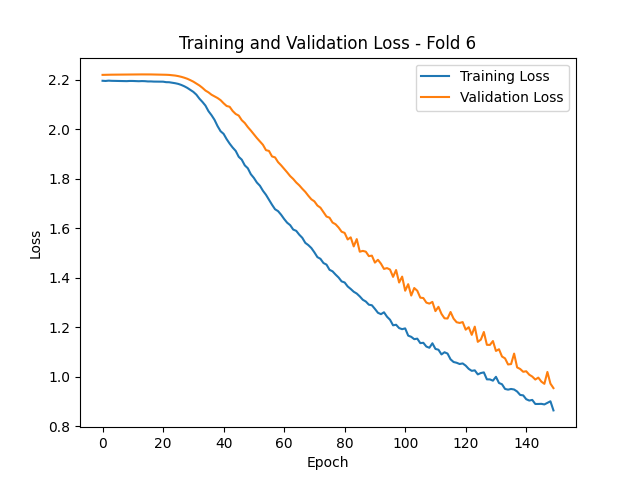 Training and Validation Loss - Fold 6
Training Loss
Validation Loss
Loss
2.2
2.0
1.8
1.6
1.4
1.2
1.0
0.8
0 20 40 60 80 100 120 140
Epoch